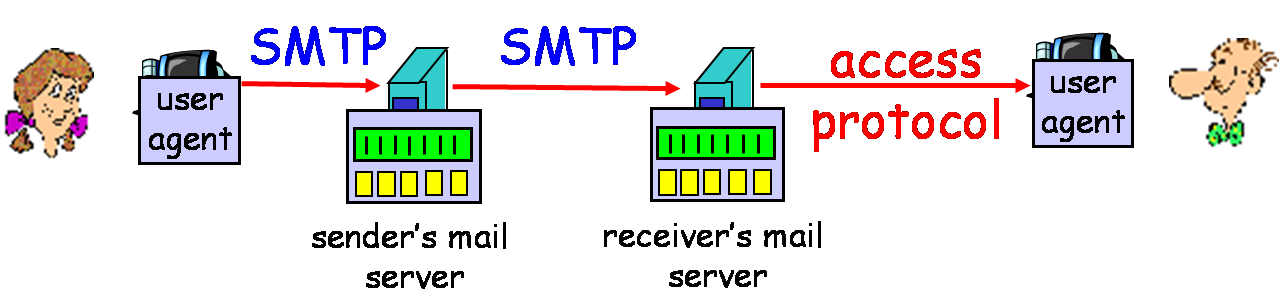 SMTP
SMTP
access
protocol
user
agent
user
agent
sender's mail
server
receiver's mail
server